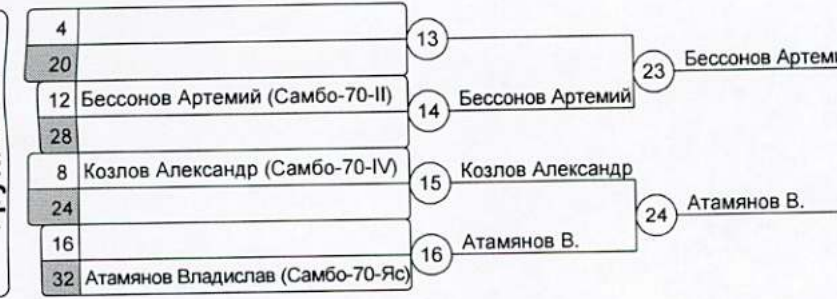 4
20
13
12 Бессонов Артемий (Самбо-70-II)
28
14 Бессонов Артемий
23 Бессонов Артеми
8 Козлов Александр (Самбо-70-IV)
24
15 Козлов Александр
16
32 Атамянов Владислав (Самбо-70-Яс)
16 Атамянов В.
24 Атамянов В.